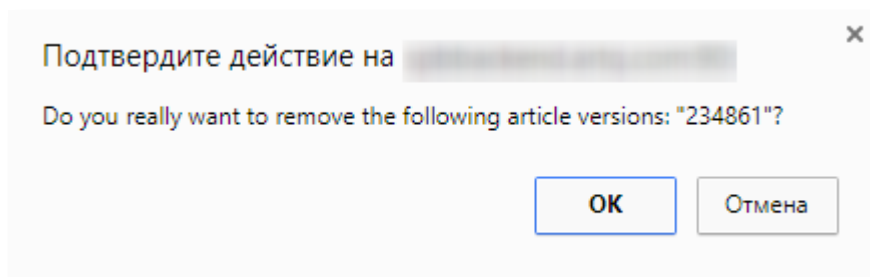 Подтвердите действие на
Do you really want to remove the following article versions: "234861"?
OK
Отмена